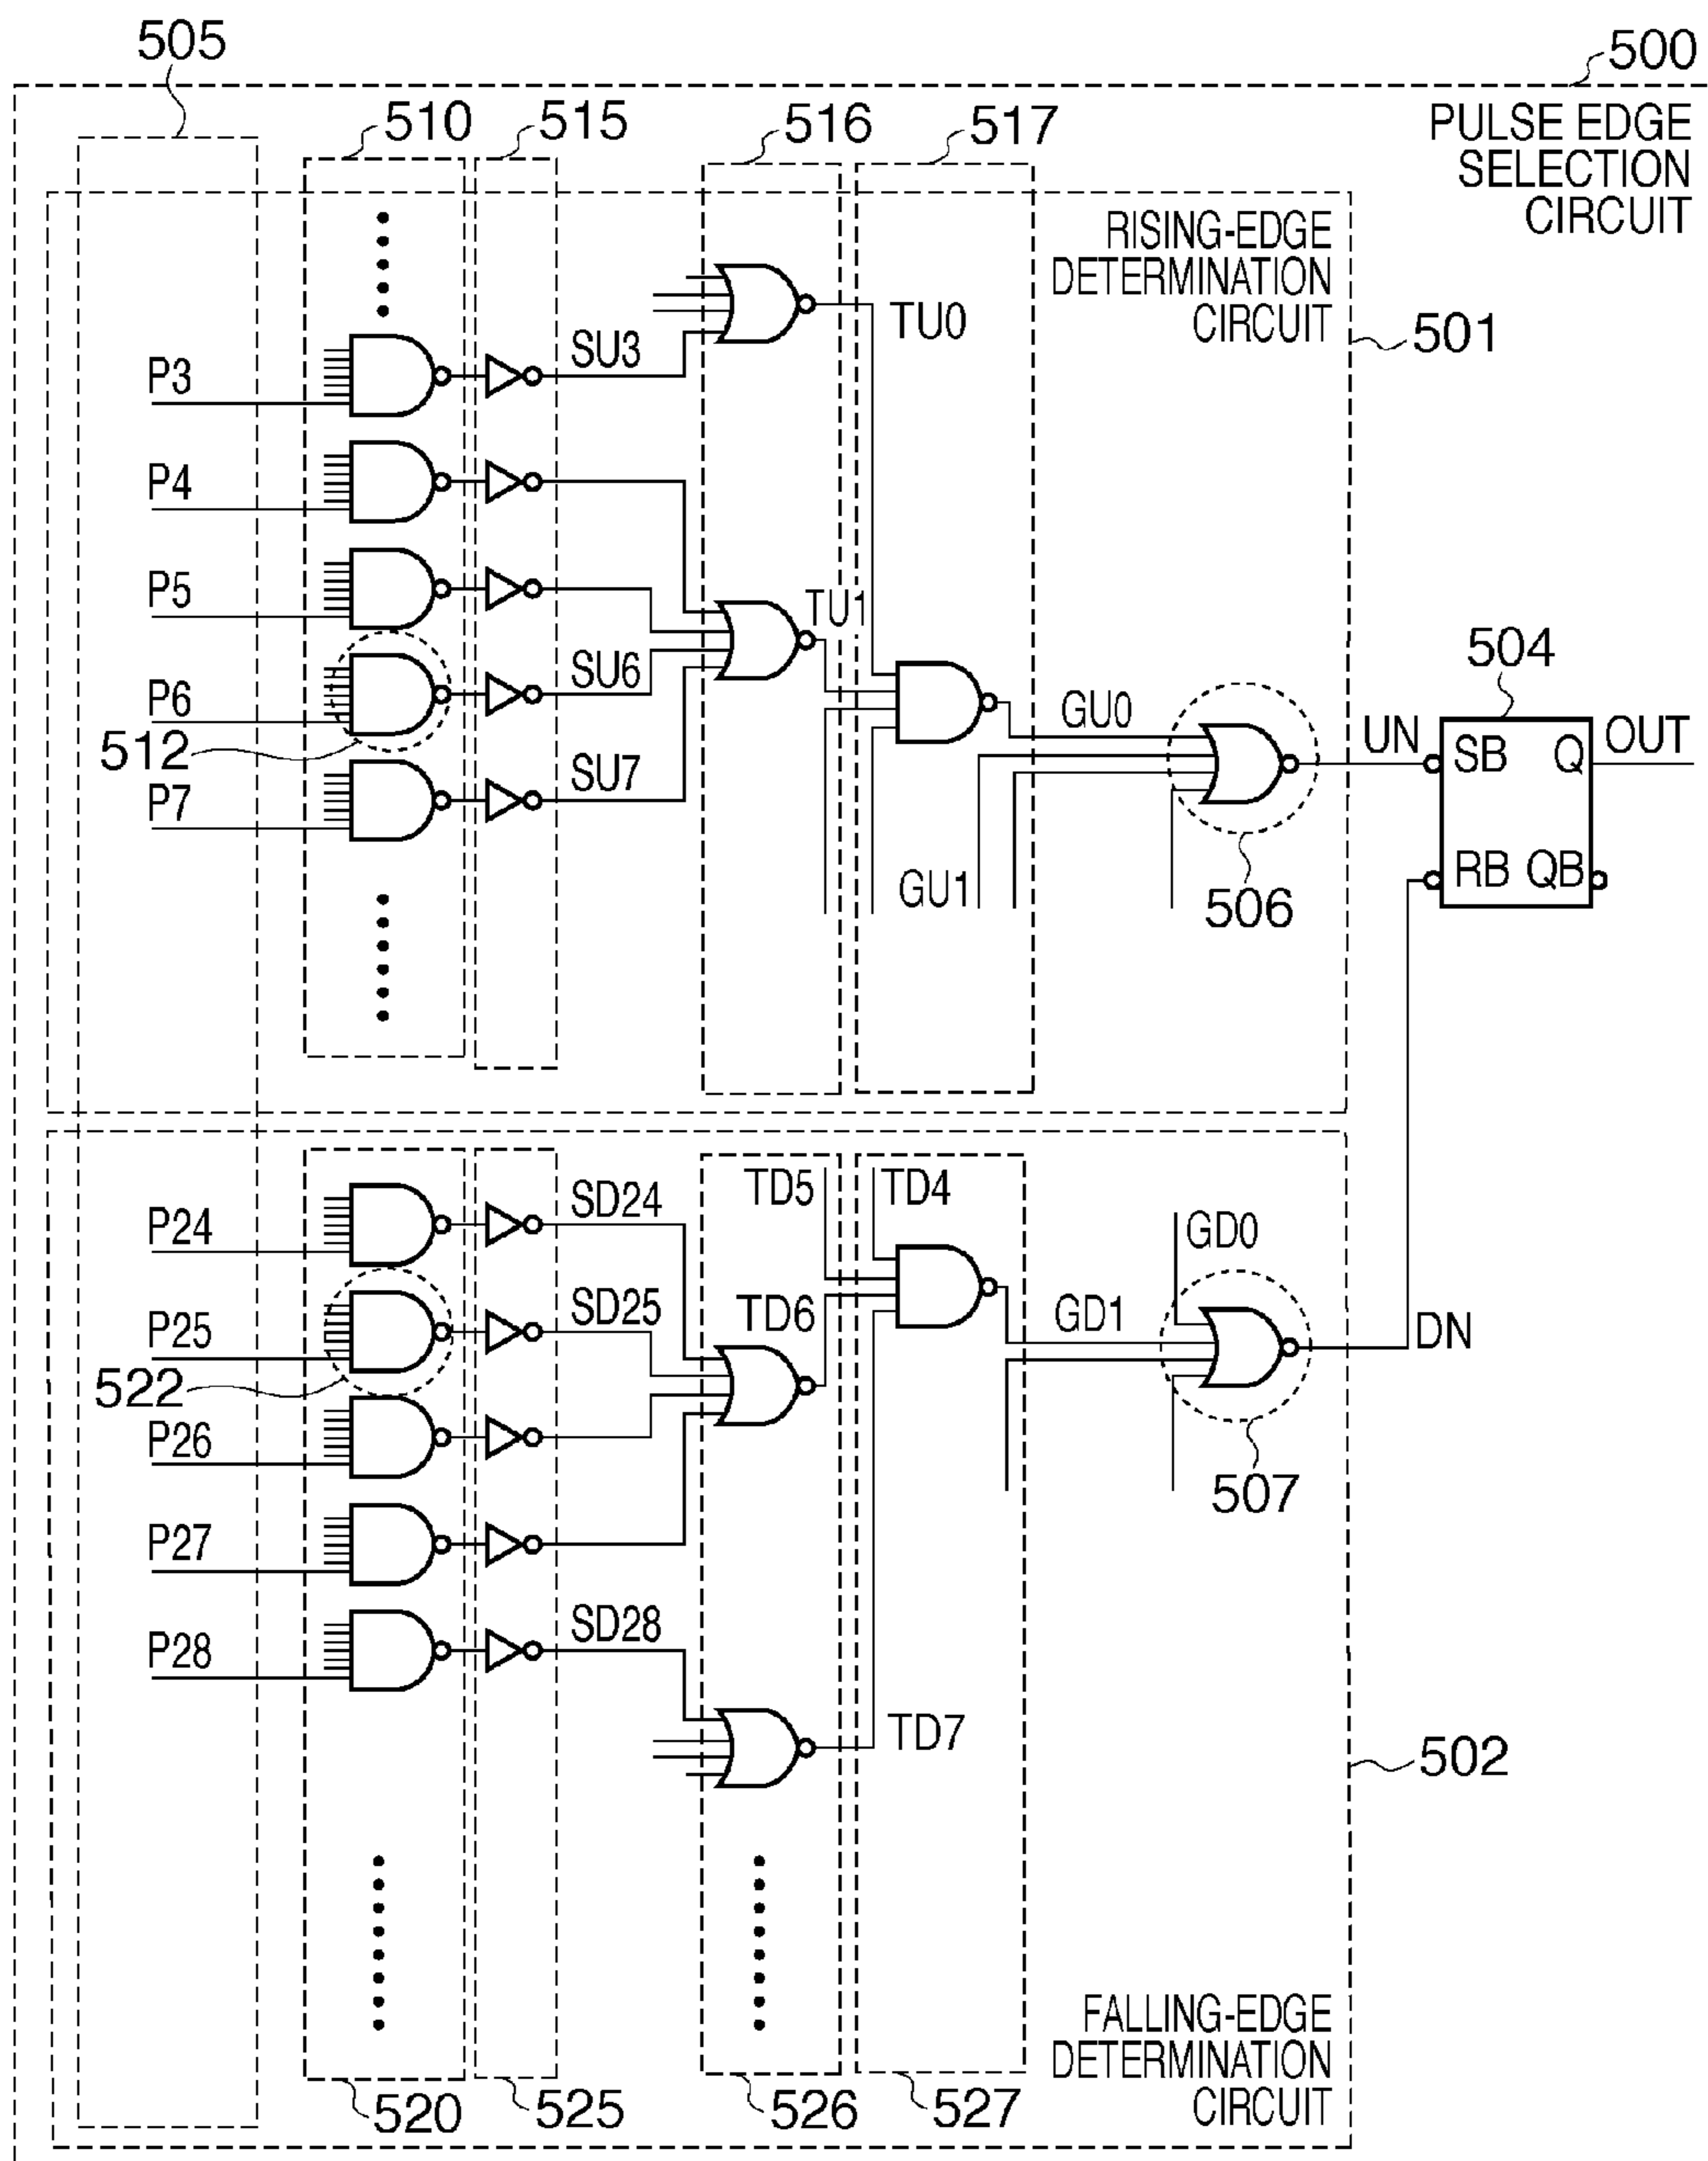 505
500
510
515
516
517
PULSE EDGE
SELECTION
CIRCUIT
RISING-EDGE
DETERMINATION
CIRCUIT
501
TU0
SU3
P3
P4
P5
TU1
SU6
P6
512
SU7
P7
GU0
GU1
506
UN
504
SB
Q
OUT
RB
QB
P24
SD24
TD5
TD4
GD0
P25
SD25
TD6
GD1
DN
522
P26
507
P27
P28
SD28
TD7
502
FALLING-EDGE
DETERMINATION
CIRCUIT
520
525
526
527